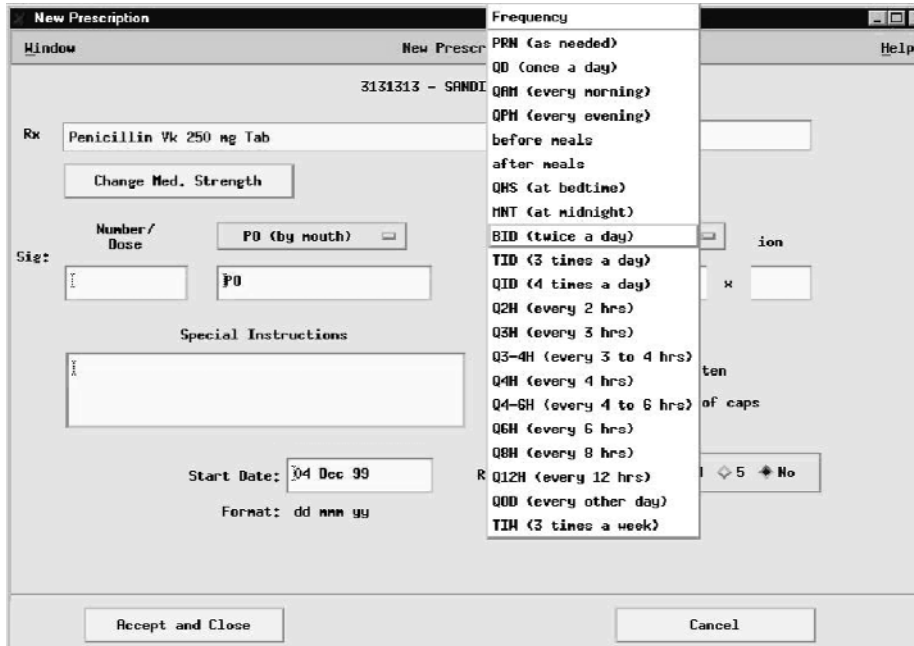 New Prescription
Window New Prescr Help
3131313 - SANDI
Rx Penicillin Vk 250 mg Tab
Change Med. Strength
Number/
Dose
PO (by mouth)
ion
Sig:
PO
x
Special Instructions
ten
of caps
Start Date: 04 Dec 99
R
5 No
Format: dd mmm yy
Accept and Close
Cancel
Frequency
PRN (as needed)
QD (once a day)
QAM (every morning)
QPM (every evening)
before meals
after meals
QHS (at bedtime)
MNT (at midnight)
BID (twice a day)
TID (3 times a day)
QID (4 times a day)
Q2H (every 2 hrs)
Q3H (every 3 hrs)
Q3-4H (every 3 to 4 hrs)
Q4H (every 4 hrs)
Q4-6H (every 4 to 6 hrs)
Q6H (every 6 hrs)
Q8H (every 8 hrs)
Q12H (every 12 hrs)
QOD (every other day)
TIW (3 times a week)